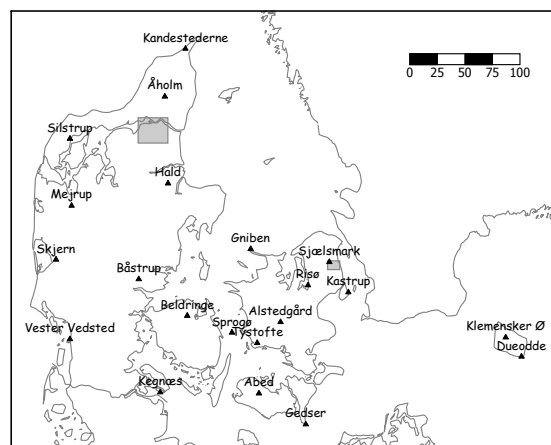 Kandestederne
0 25 50 75 100
Åholm
Silstrup
Hald
Mejrup
Gniben
Skjern
Sjælsmark
Båstrup
Risø
Kastrup
Beldringe
Alstedgård
Sprogø
Klemensker Ø
Vester Vedsted
Tystofte
Dueodde
Kegnæs
Abed
Gedser